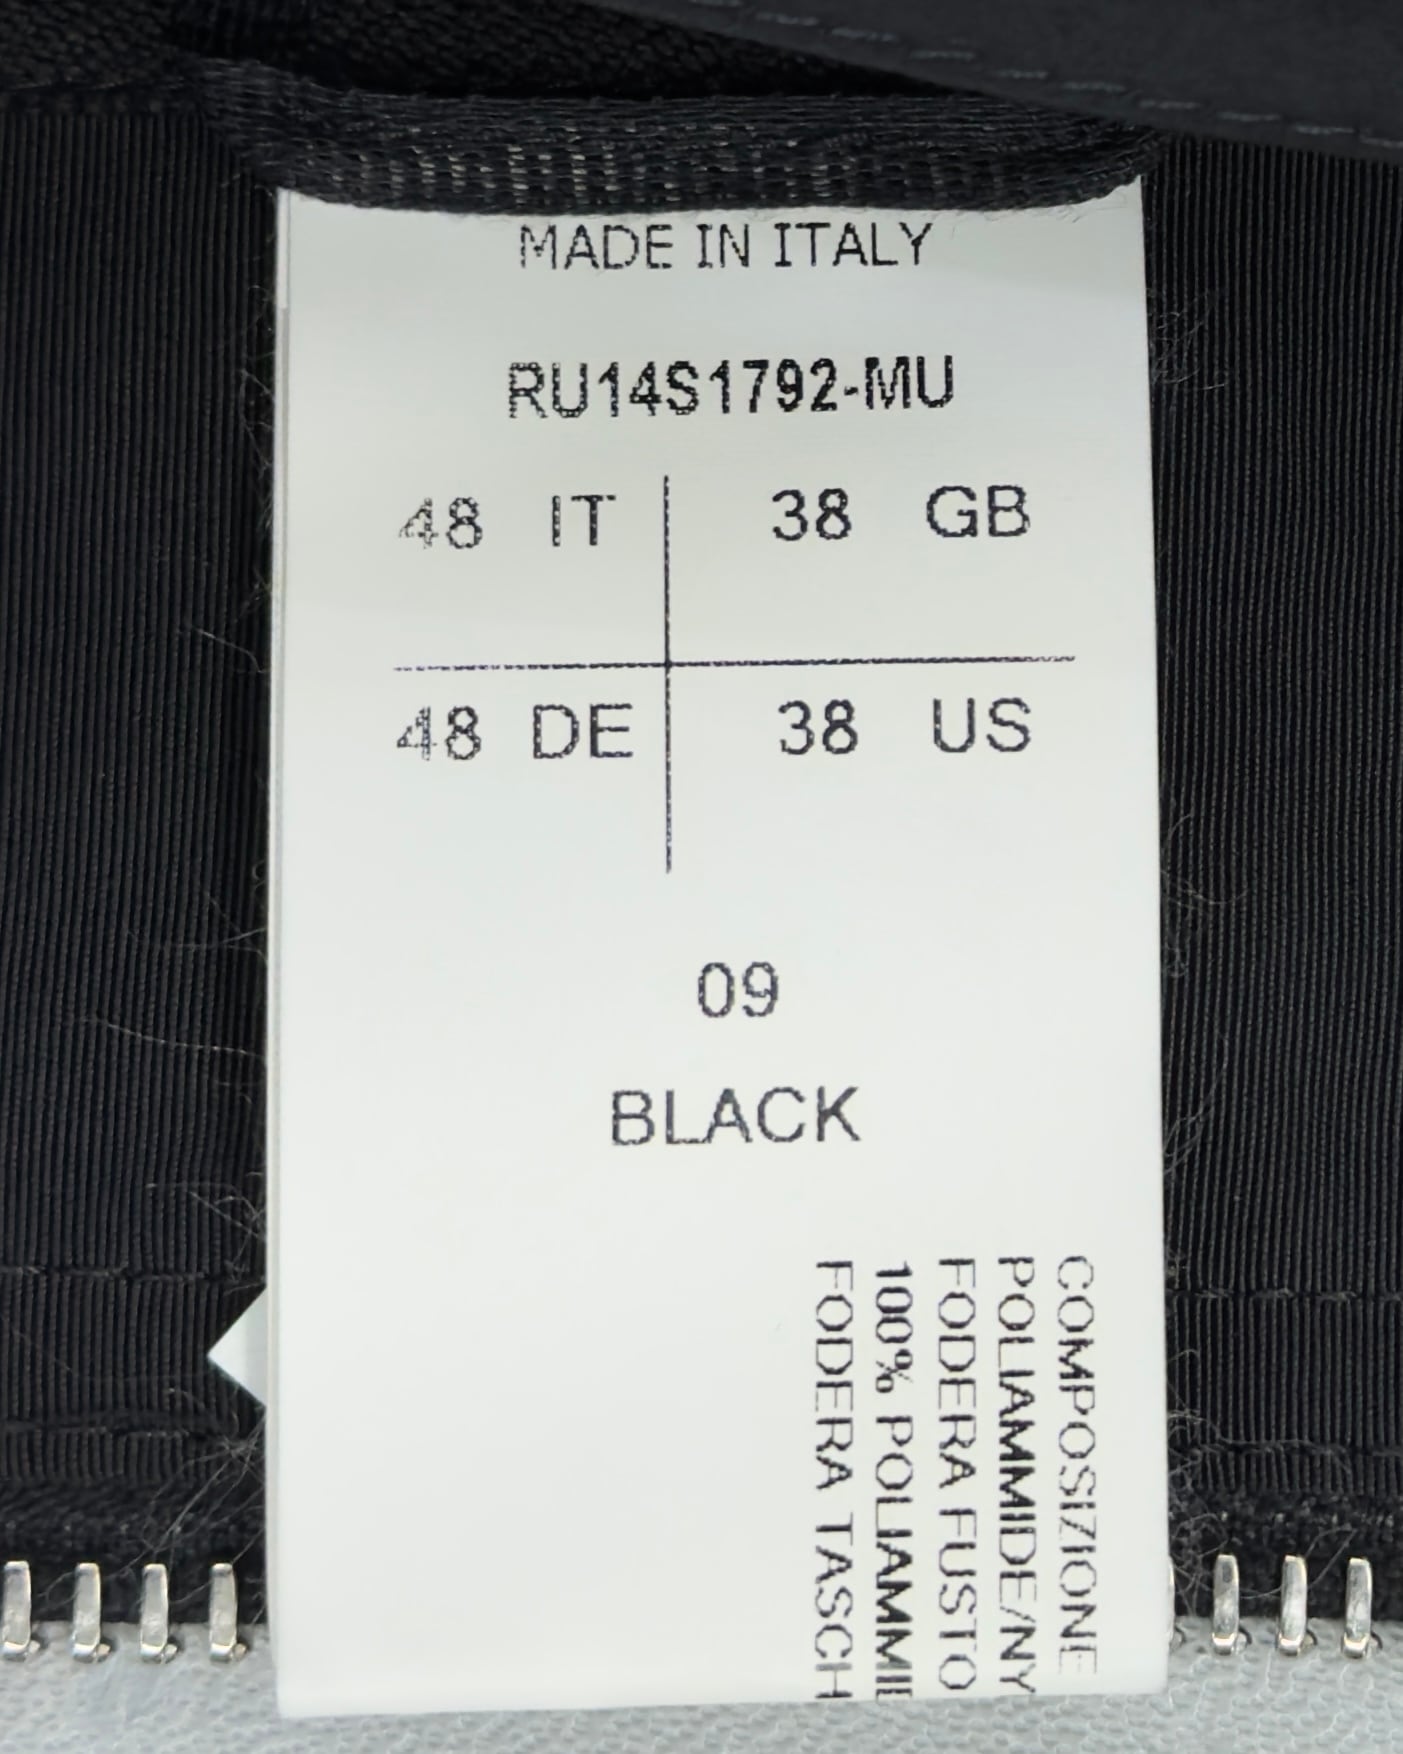 MADE IN ITALY
RU14S1792-MU
48 IT 38 GB
48 DE 38 US
09
BLACK
COMPOSIZIONE
POLIAMMIDE/NY
FODERA FUSTO
100% POLIAMMID
FODERA TASCH